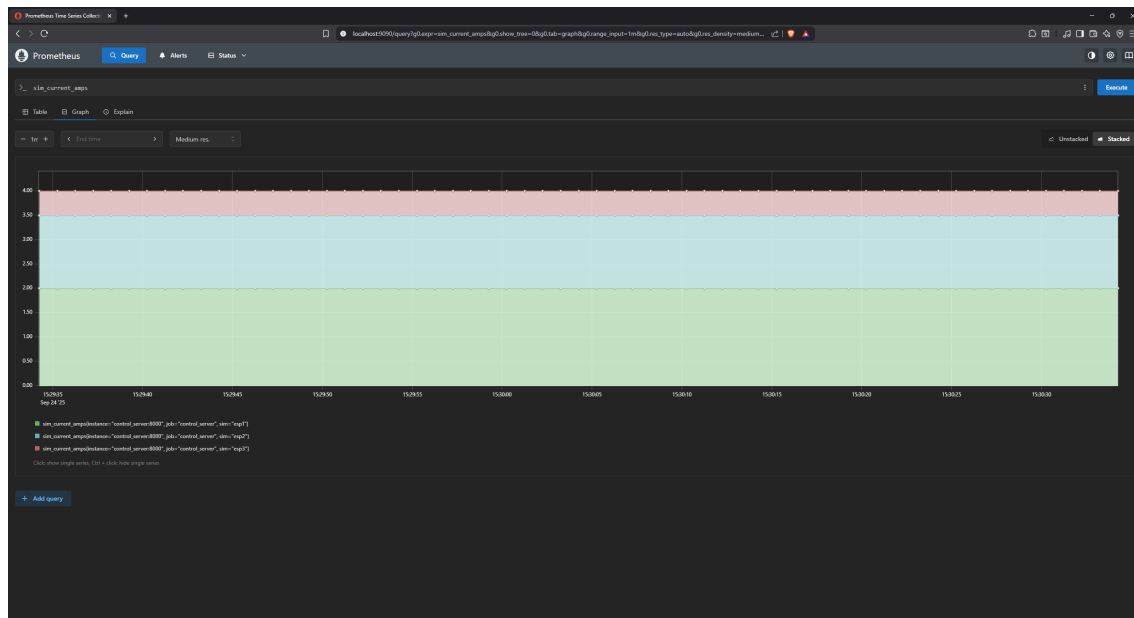 Prometheus Time Series Collecti
localhost:9090/query?g0.expr=sim_current_amps&g0.show_tree=0&g0.tab=graph&g0.range_input=1m&g0.res_type=auto&g0.res_density=medium...
Prometheus Query Alerts Status
>_ sim_current_amps Execute
Table Graph Explain
− 1m + < End time > Medium res. Unstacked Stacked
4.00
3.50
3.00
2.50
2.00
1.50
1.00
0.50
0.00
15:29:35 15:29:40 15:29:45 15:29:50 15:29:55 15:30:00 15:30:05 15:30:10 15:30:15 15:30:20 15:30:25 15:30:30
Sep 24 '25
sim_current_amps{instance="control_server:8000", job="control_server", sim="esp1"}
sim_current_amps{instance="control_server:8000", job="control_server", sim="esp2"}
sim_current_amps{instance="control_server:8000", job="control_server", sim="esp3"}
Click: show single series, Ctrl + click: hide single series
+ Add query